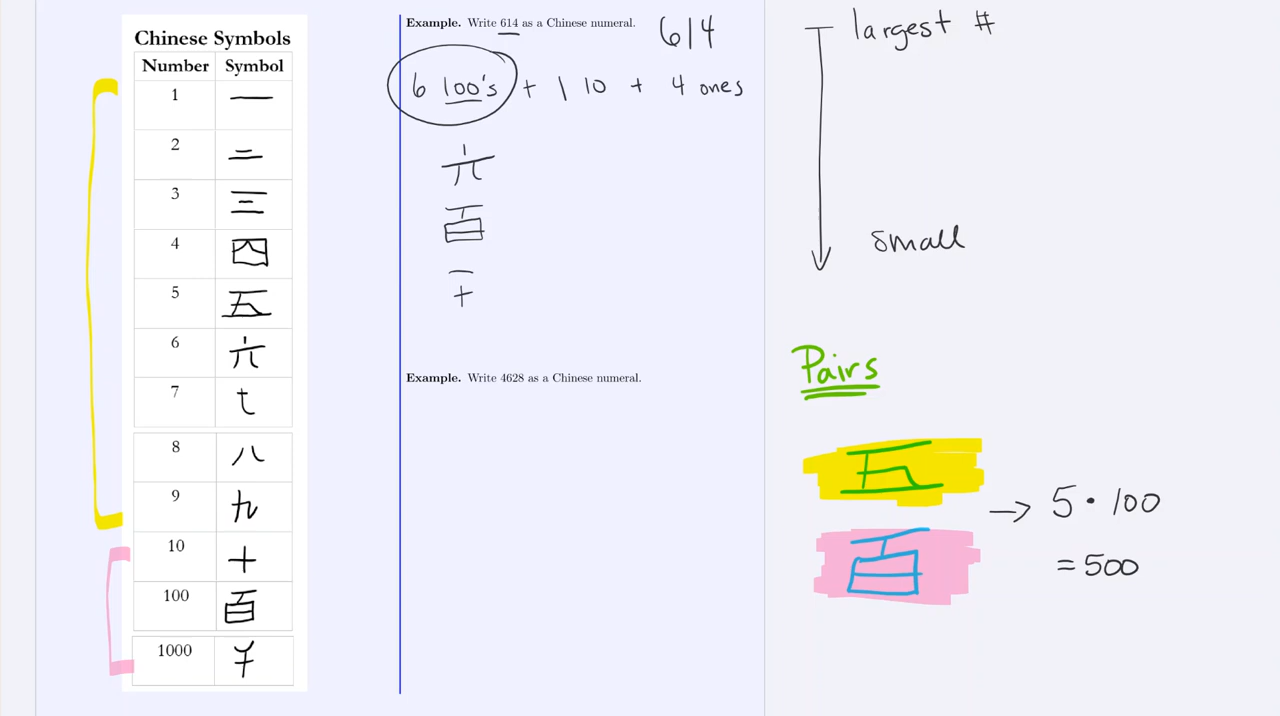 Chinese Symbols
Number Symbol
1 一
2 二
3 三
4 四
5 五
6 六
7 七
8 八
9 九
10 十
100 百
1000 千
Example. Write 614 as a Chinese numeral.
614
6 100's + 1 10 + 4 ones
六
百
一
十
Example. Write 4628 as a Chinese numeral.
largest #
small
Pairs
五
百
→ 5 · 100
= 500